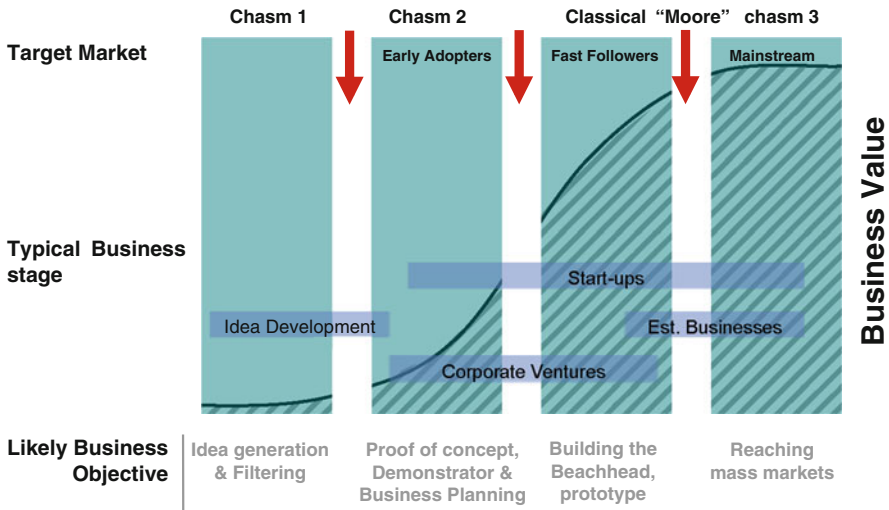 Chasm 1
Chasm 2
Classical “Moore” chasm 3
Target Market
Early Adopters
Fast Followers
Mainstream
Business Value
Typical Business
stage
Start-ups
Idea Development
Est. Businesses
Corporate Ventures
Likely Business
Objective
Idea generation
& Filtering
Proof of concept,
Demonstrator &
Business Planning
Building the
Beachhead,
prototype
Reaching
mass markets